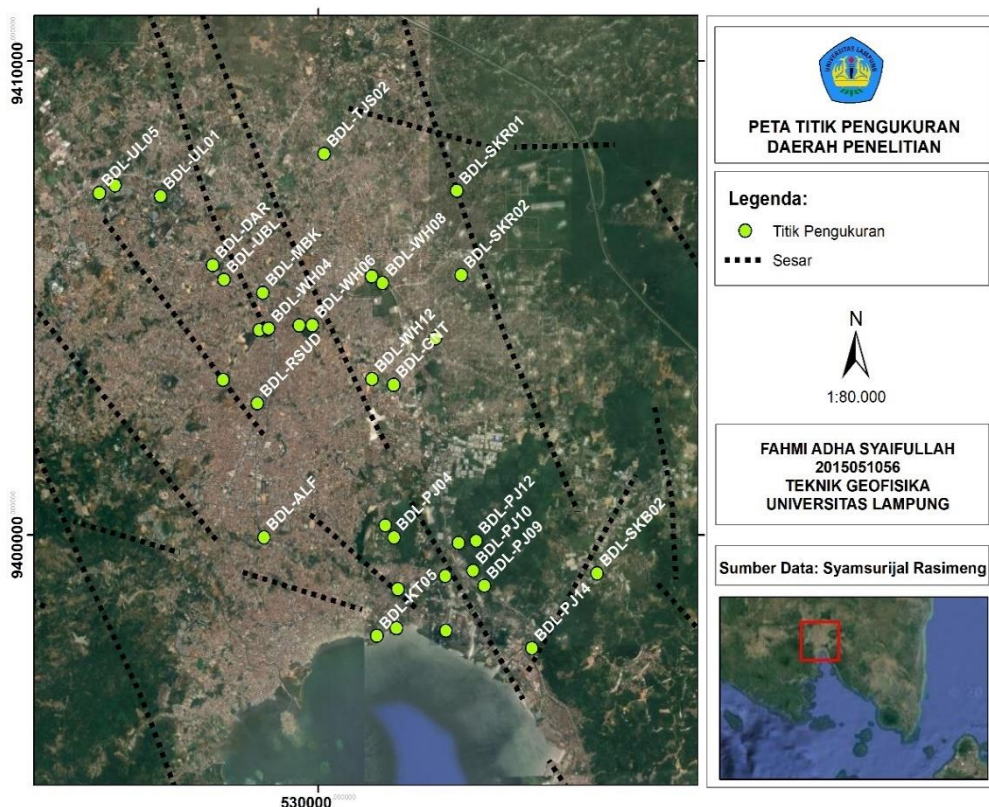 9410000
9400000
530000
BDL-UL05
BDL-UL01
BDL-TJS02
BDL-SKR01
BDL-DAR
BDL-UBL
BDL-MBK
BDL-WH04
BDL-WH06
BDL-WH08
BDL-SKR02
BDL-RSUD
BDL-WH12
BDL-GNT
BDL-ALF
BDL-PJ04
BDL-PJ12
BDL-PJ10
BDL-PJ09
BDL-SKB02
BDL-KT05
BDL-PJ14
UNIVERSITAS LAMPUNG
PETA TITIK PENGUKURAN
DAERAH PENELITIAN
Legenda:
Titik Pengukuran
Sesar
N
1:80.000
FAHMI ADHA SYAIFULLAH
2015051056
TEKNIK GEOFISIKA
UNIVERSITAS LAMPUNG
Sumber Data: Syamsurijal Rasimeng